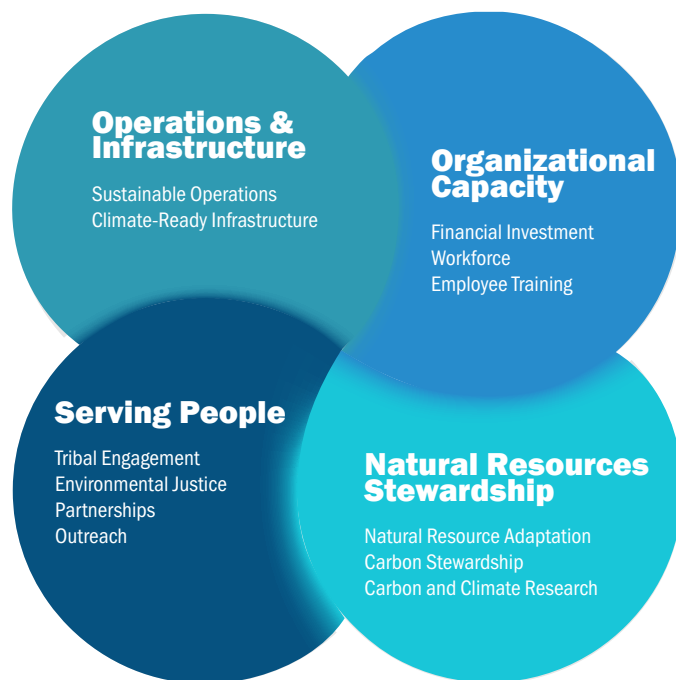 Operations &
Infrastructure
Sustainable Operations
Climate-Ready Infrastructure
Organizational
Capacity
Financial Investment
Workforce
Employee Training
Serving People
Tribal Engagement
Environmental Justice
Partnerships
Outreach
Natural Resources
Stewardship
Natural Resource Adaptation
Carbon Stewardship
Carbon and Climate Research